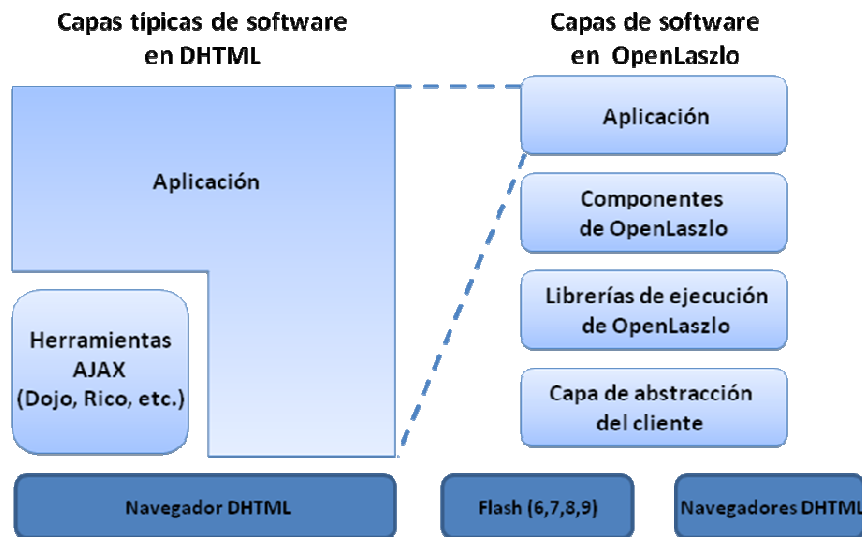 Capas típicas de software
en DHTML
Aplicación
Herramientas
AJAX
(Dojo, Rico, etc.)
Navegador DHTML
Capas de software
en OpenLaszlo
Aplicación
Componentes
de OpenLaszlo
Librerías de ejecución
de OpenLaszlo
Capa de abstracción
del cliente
Flash (6,7,8,9)
Navegadores DHTML